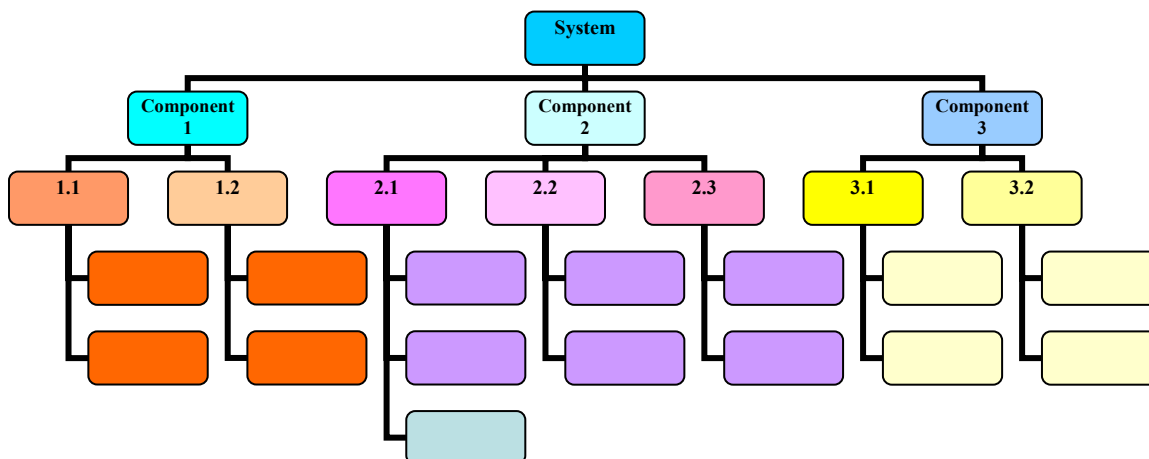 System
Component
1
Component
2
Component
3
1.1
1.2
2.1
2.2
2.3
3.1
3.2